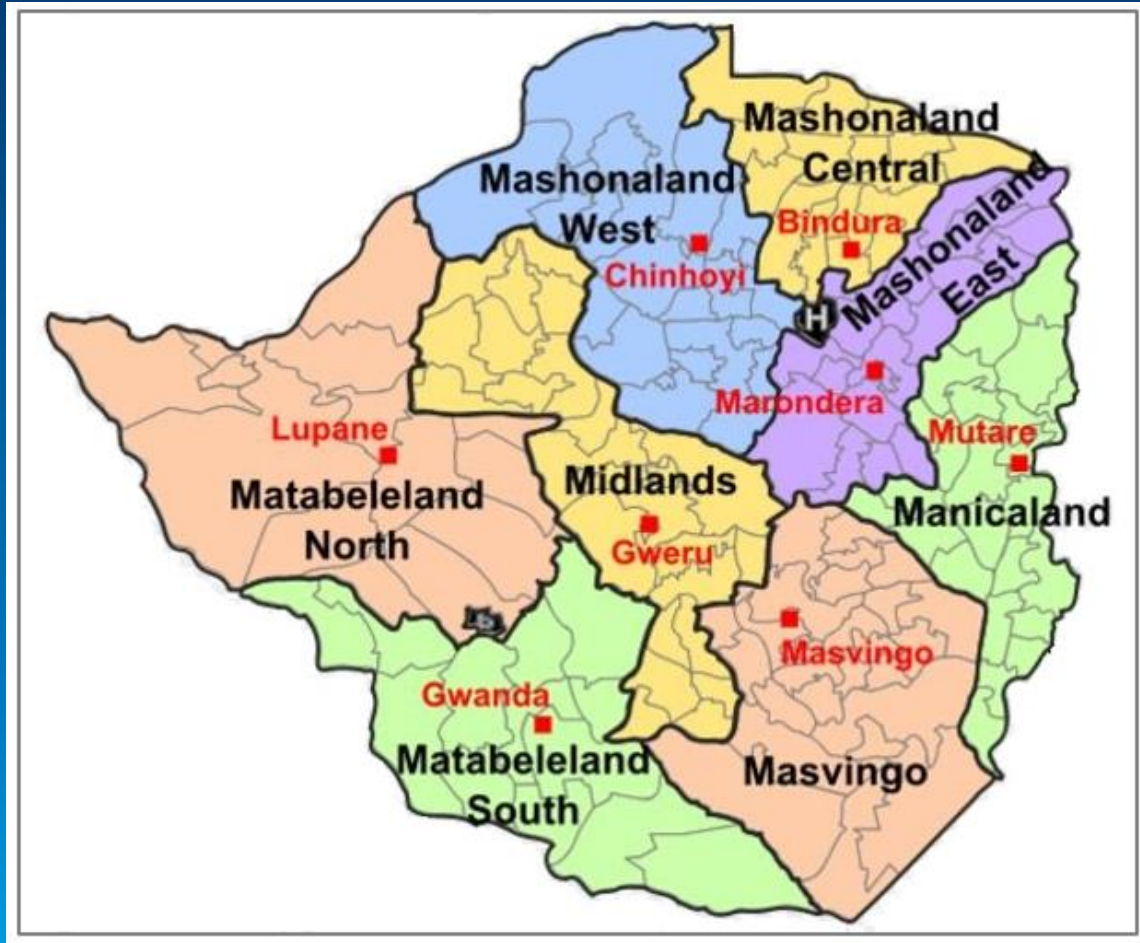 Mashonaland
Central
Bindura
Mashonaland
West
Chinhoyi
Mashonaland
East
H
Marondera
Mutare
Manicaland
Lupane
Matabeleland
North
Midlands
Gweru
Masvingo
Masvingo
Gwanda
Matabeleland
South